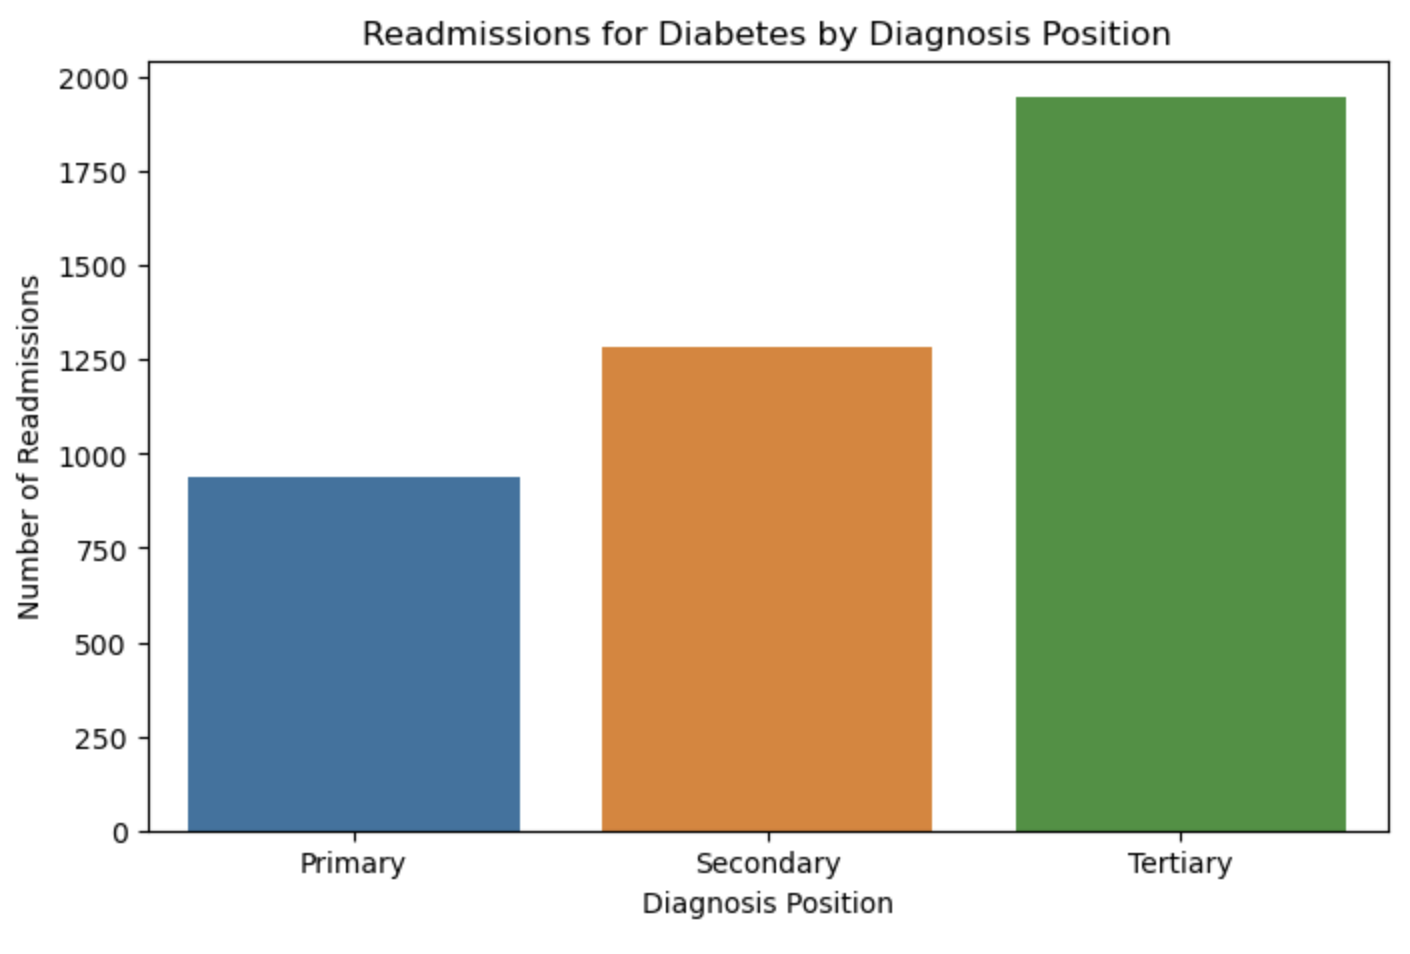 Readmissions for Diabetes by Diagnosis Position
2000
1750
1500
1250
1000
750
500
250
0
Number of Readmissions
Primary
Secondary
Tertiary
Diagnosis Position